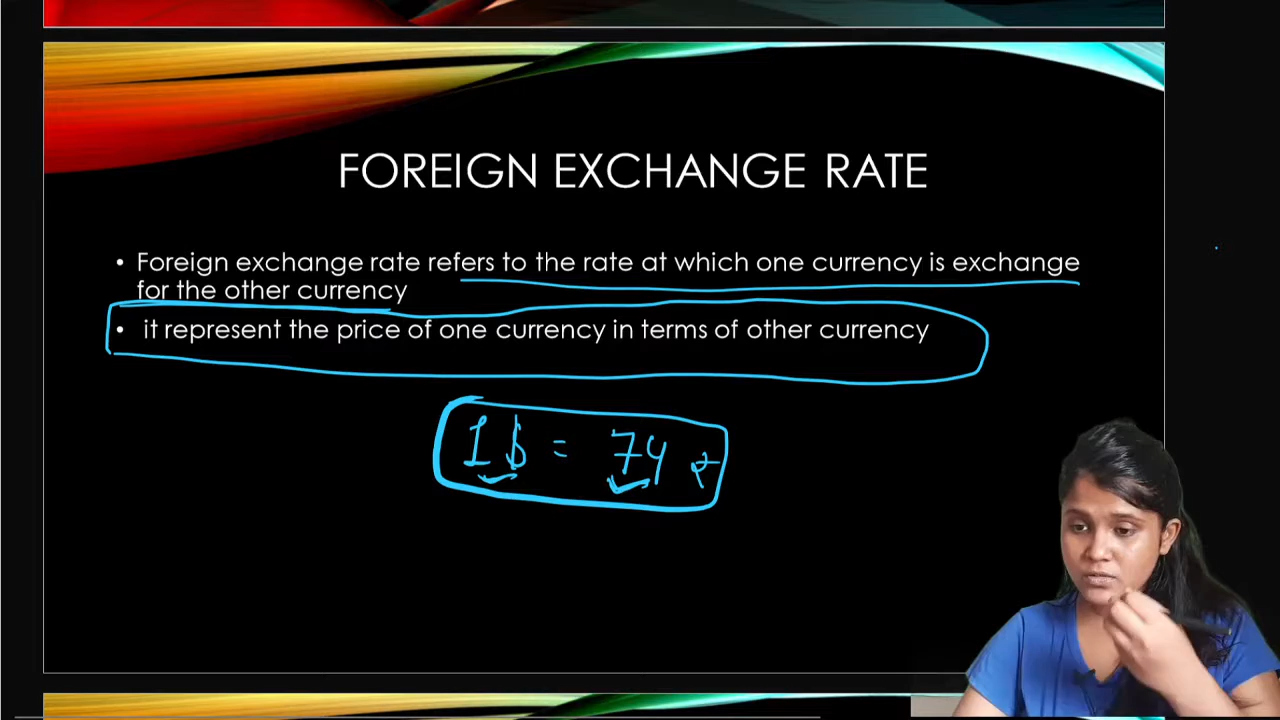 FOREIGN EXCHANGE RATE
• Foreign exchange rate refers to the rate at which one currency is exchange
for the other currency
• it represent the price of one currency in terms of other currency
1 $ = 74 ₹